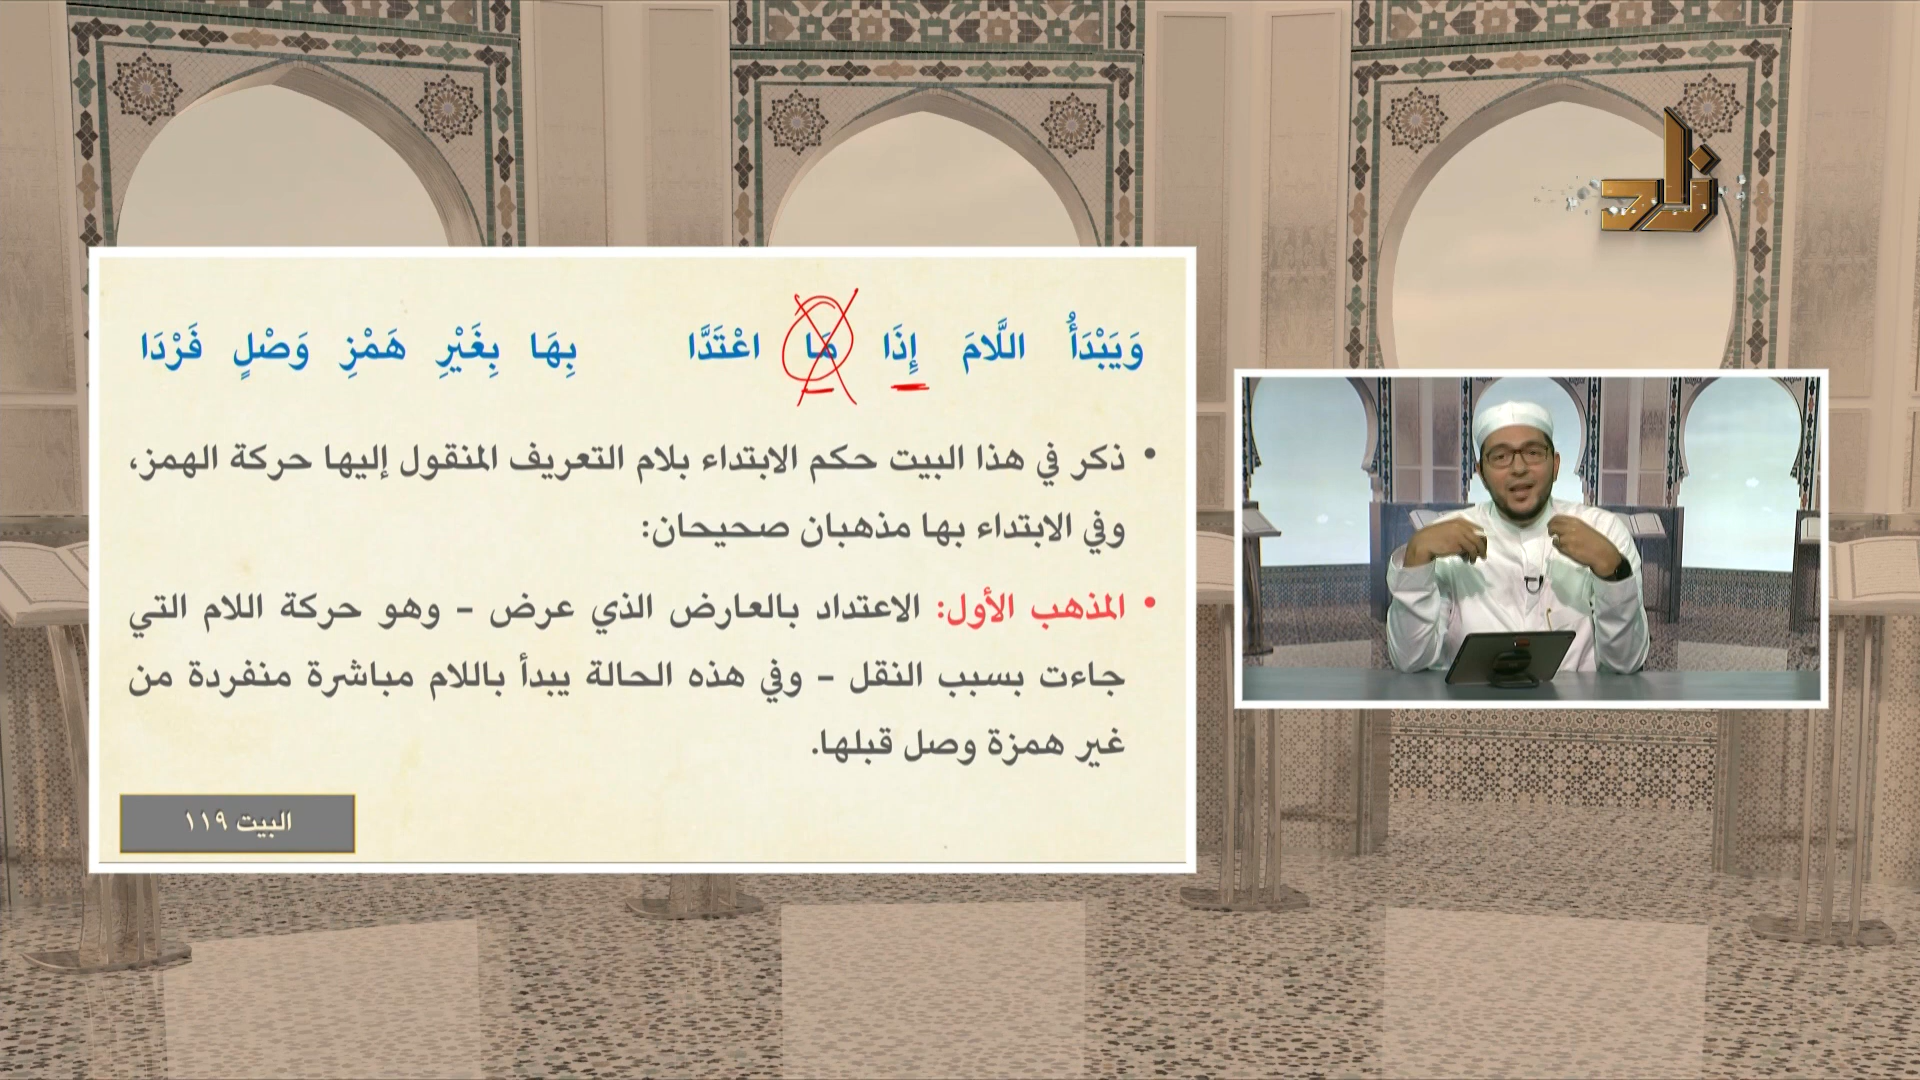 زاد
وَيَبْدَأُ اللَّامَ إِذَا مَا اعْتَدَّا بِهَا بِغَيْرِ هَمْزِ وَصْلٍ فَرْدَا
• ذكر في هذا البيت حكم الابتداء بلام التعريف المنقول إليها حركة الهمز،
وفي الابتداء بها مذهبان صحيحان:
• المذهب الأول: الاعتداد بالعارض الذي عرض – وهو حركة اللام التي
جاءت بسبب النقل – وفي هذه الحالة يبدأ باللام مباشرة منفردة من
غير همزة وصل قبلها.
البيت ١١٩